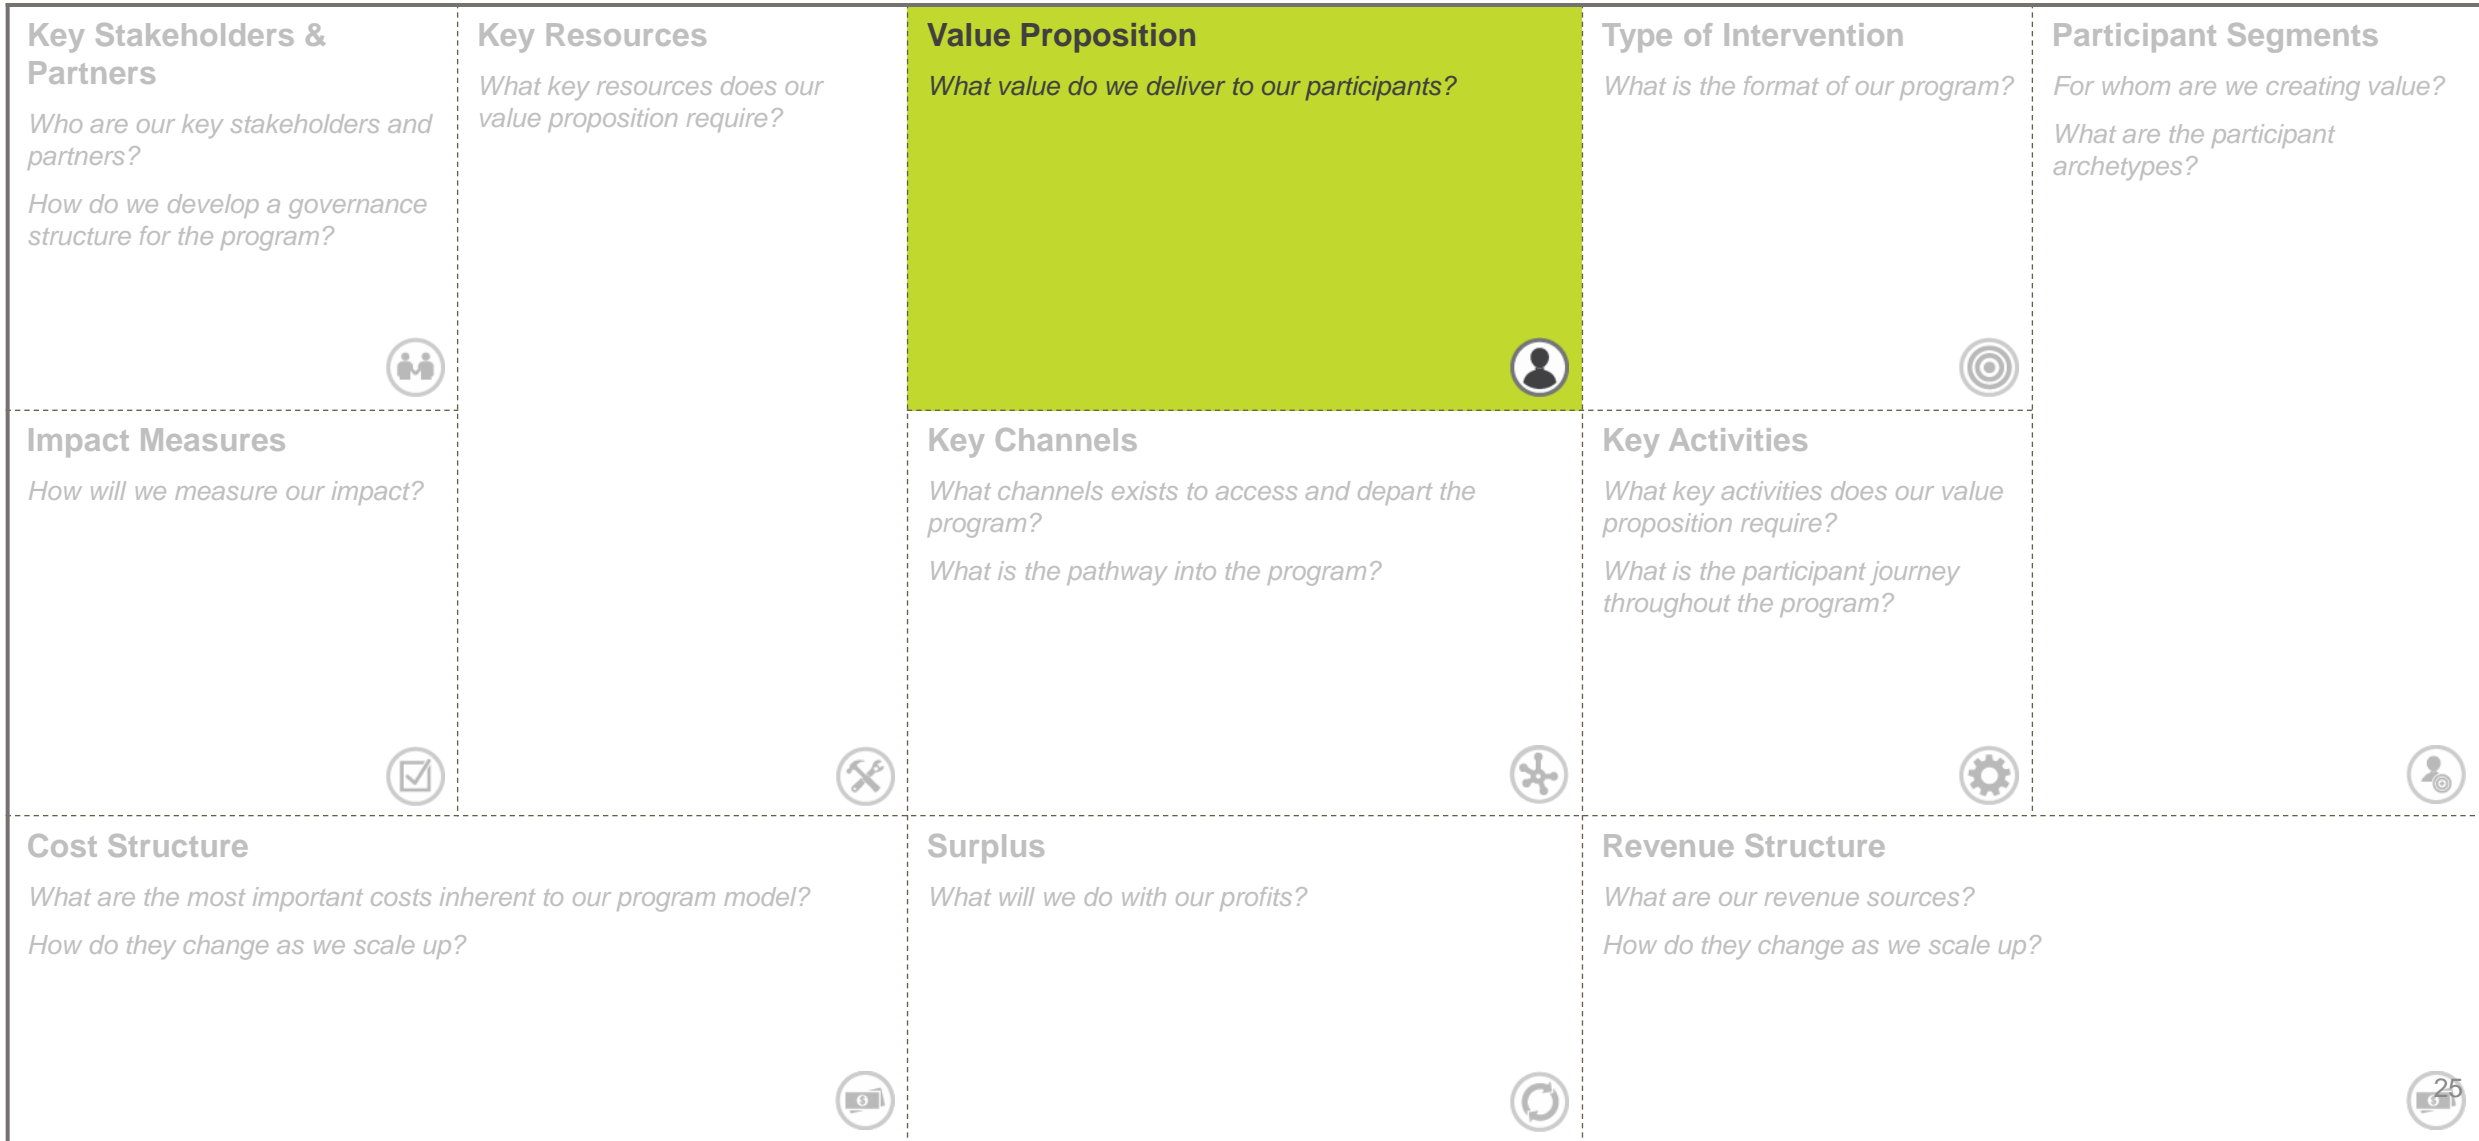 Key Stakeholders &
Partners
Who are our key stakeholders and
partners?
How do we develop a governance
structure for the program?
Key Resources
What key resources does our
value proposition require?
Value Proposition
What value do we deliver to our participants?
Type of Intervention
What is the format of our program?
Participant Segments
For whom are we creating value?
What are the participant
archetypes?
Impact Measures
How will we measure our impact?
Key Channels
What channels exists to access and depart the
program?
What is the pathway into the program?
Key Activities
What key activities does our value
proposition require?
What is the participant journey
throughout the program?
Cost Structure
What are the most important costs inherent to our program model?
How do they change as we scale up?
Surplus
What will we do with our profits?
Revenue Structure
What are our revenue sources?
How do they change as we scale up?
25